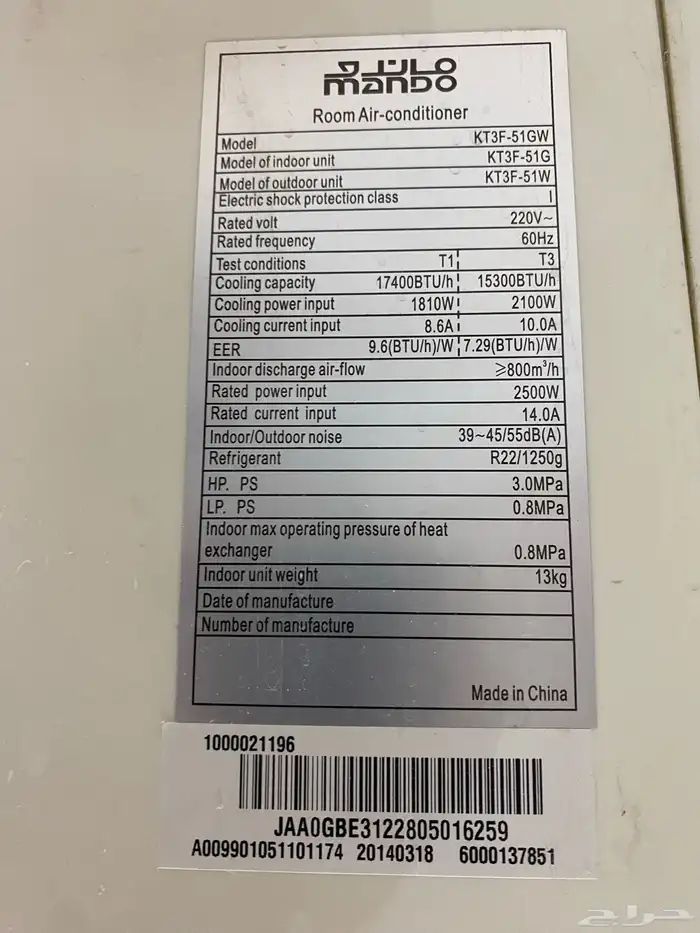 ماندو
mando
Room Air-conditioner
Model KT3F-51GW
Model of indoor unit KT3F-51G
Model of outdoor unit KT3F-51W
Electric shock protection class I
Rated volt 220V~
Rated frequency 60Hz
Test conditions T1 T3
Cooling capacity 17400BTU/h 15300BTU/h
Cooling power input 1810W 2100W
Cooling current input 8.6A 10.0A
EER 9.6(BTU/h)/W 7.29(BTU/h)/W
Indoor discharge air-flow ≥800m³/h
Rated power input 2500W
Rated current input 14.0A
Indoor/Outdoor noise 39~45/55dB(A)
Refrigerant R22/1250g
HP. PS 3.0MPa
LP. PS 0.8MPa
Indoor max operating pressure of heat
exchanger 0.8MPa
Indoor unit weight 13kg
Date of manufacture
Number of manufacture
Made in China
1000021196
JAA0GBE3122805016259
A009901051101174 20140318 6000137851
حراج